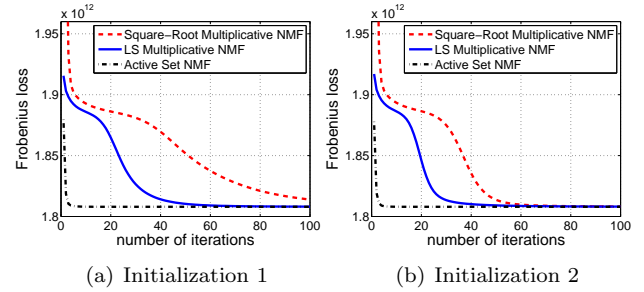 x 10^12
1.95
1.9
1.85
1.8
Frobenius loss
Square-Root Multiplicative NMF
LS Multiplicative NMF
Active Set NMF
0 20 40 60 80 100
number of iterations
(a) Initialization 1
x 10^12
1.95
1.9
1.85
1.8
Frobenius loss
Square-Root Multiplicative NMF
LS Multiplicative NMF
Active Set NMF
0 20 40 60 80 100
number of iterations
(b) Initialization 2